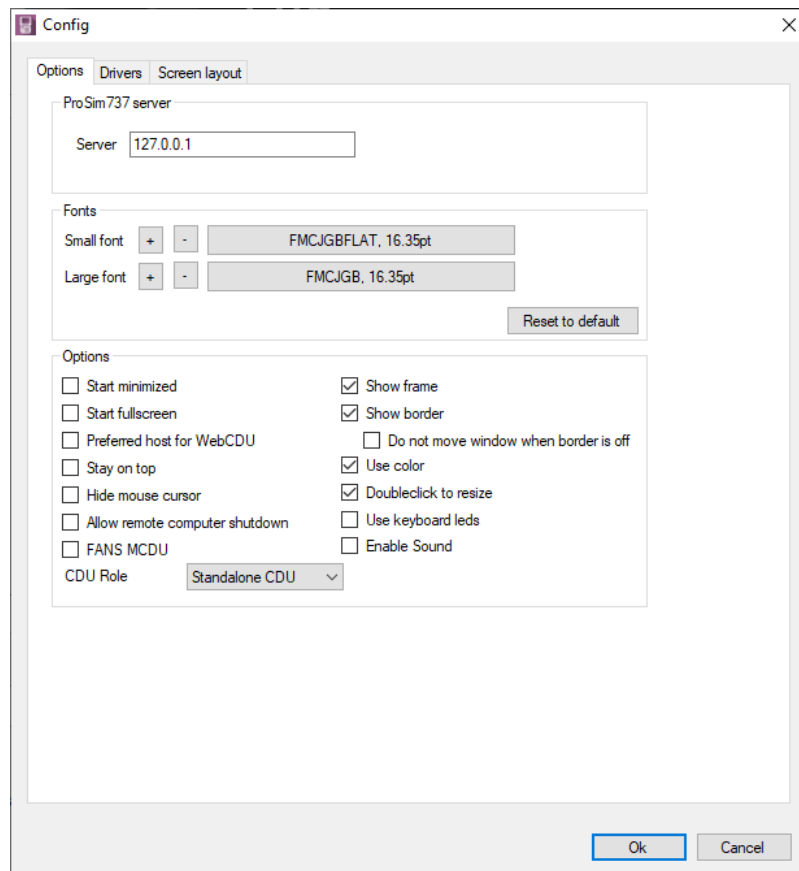 Config
Options Drivers Screen layout
ProSim737 server
Server 127.0.0.1
Fonts
Small font + - FMCJGBFLAT, 16.35pt
Large font + - FMCJGB, 16.35pt
Reset to default
Options
Start minimized Show frame
Start fullscreen Show border
Preferred host for WebCDU Do not move window when border is off
Stay on top Use color
Hide mouse cursor Doubleclick to resize
Allow remote computer shutdown Use keyboard leds
FANS MCDU Enable Sound
CDU Role Standalone CDU
Ok Cancel